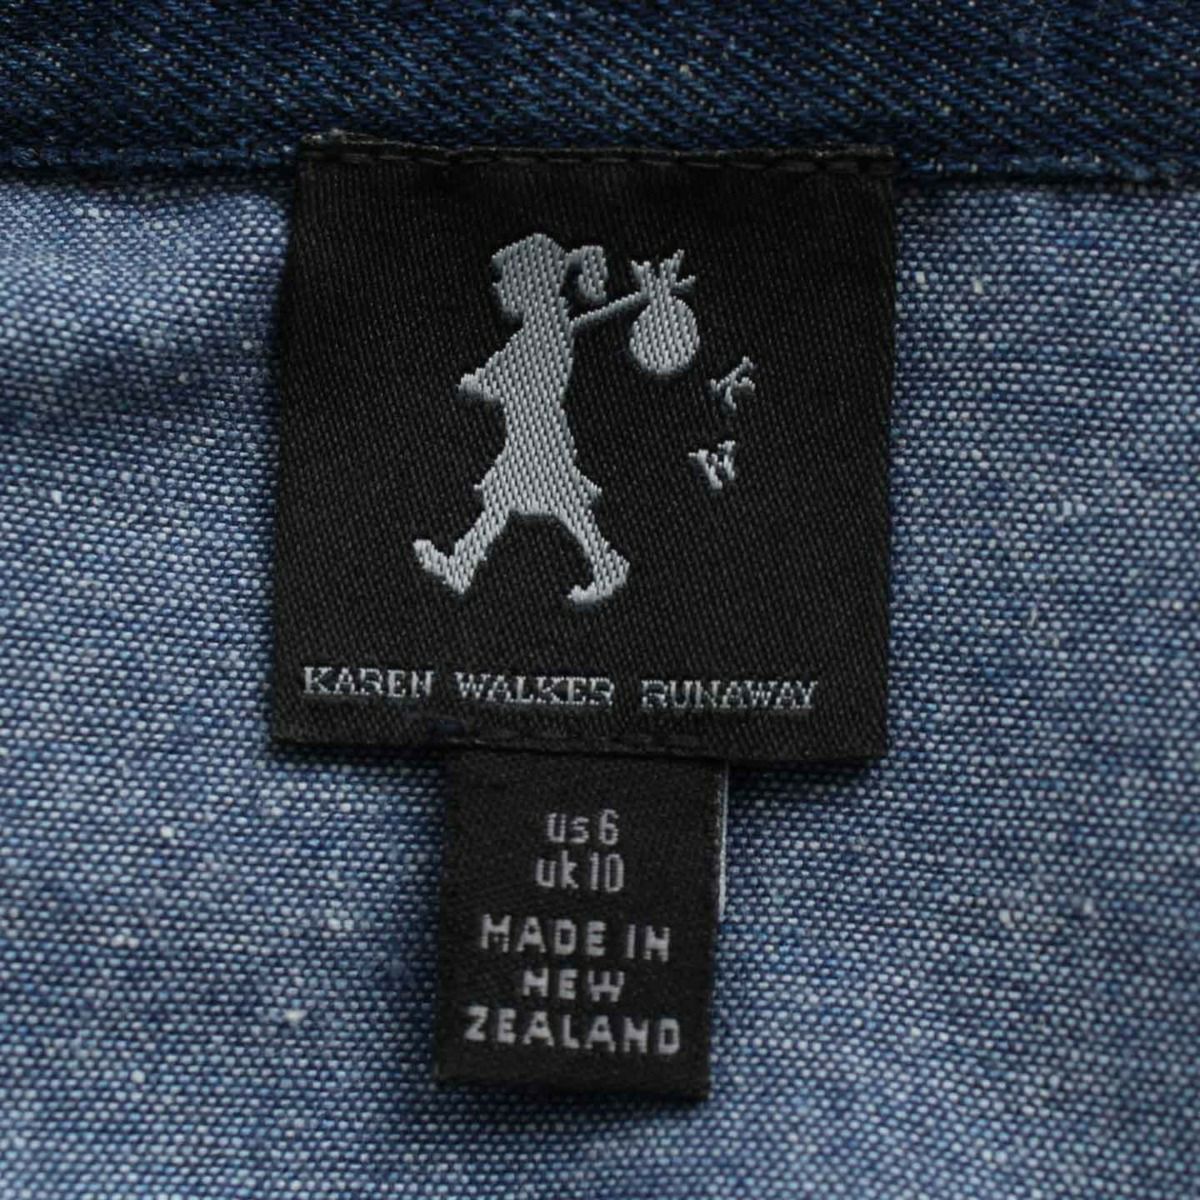 K
W
KAREN WALKER RUNAWAY
us 6
uk 10
MADE IN
NEW
ZEALAND